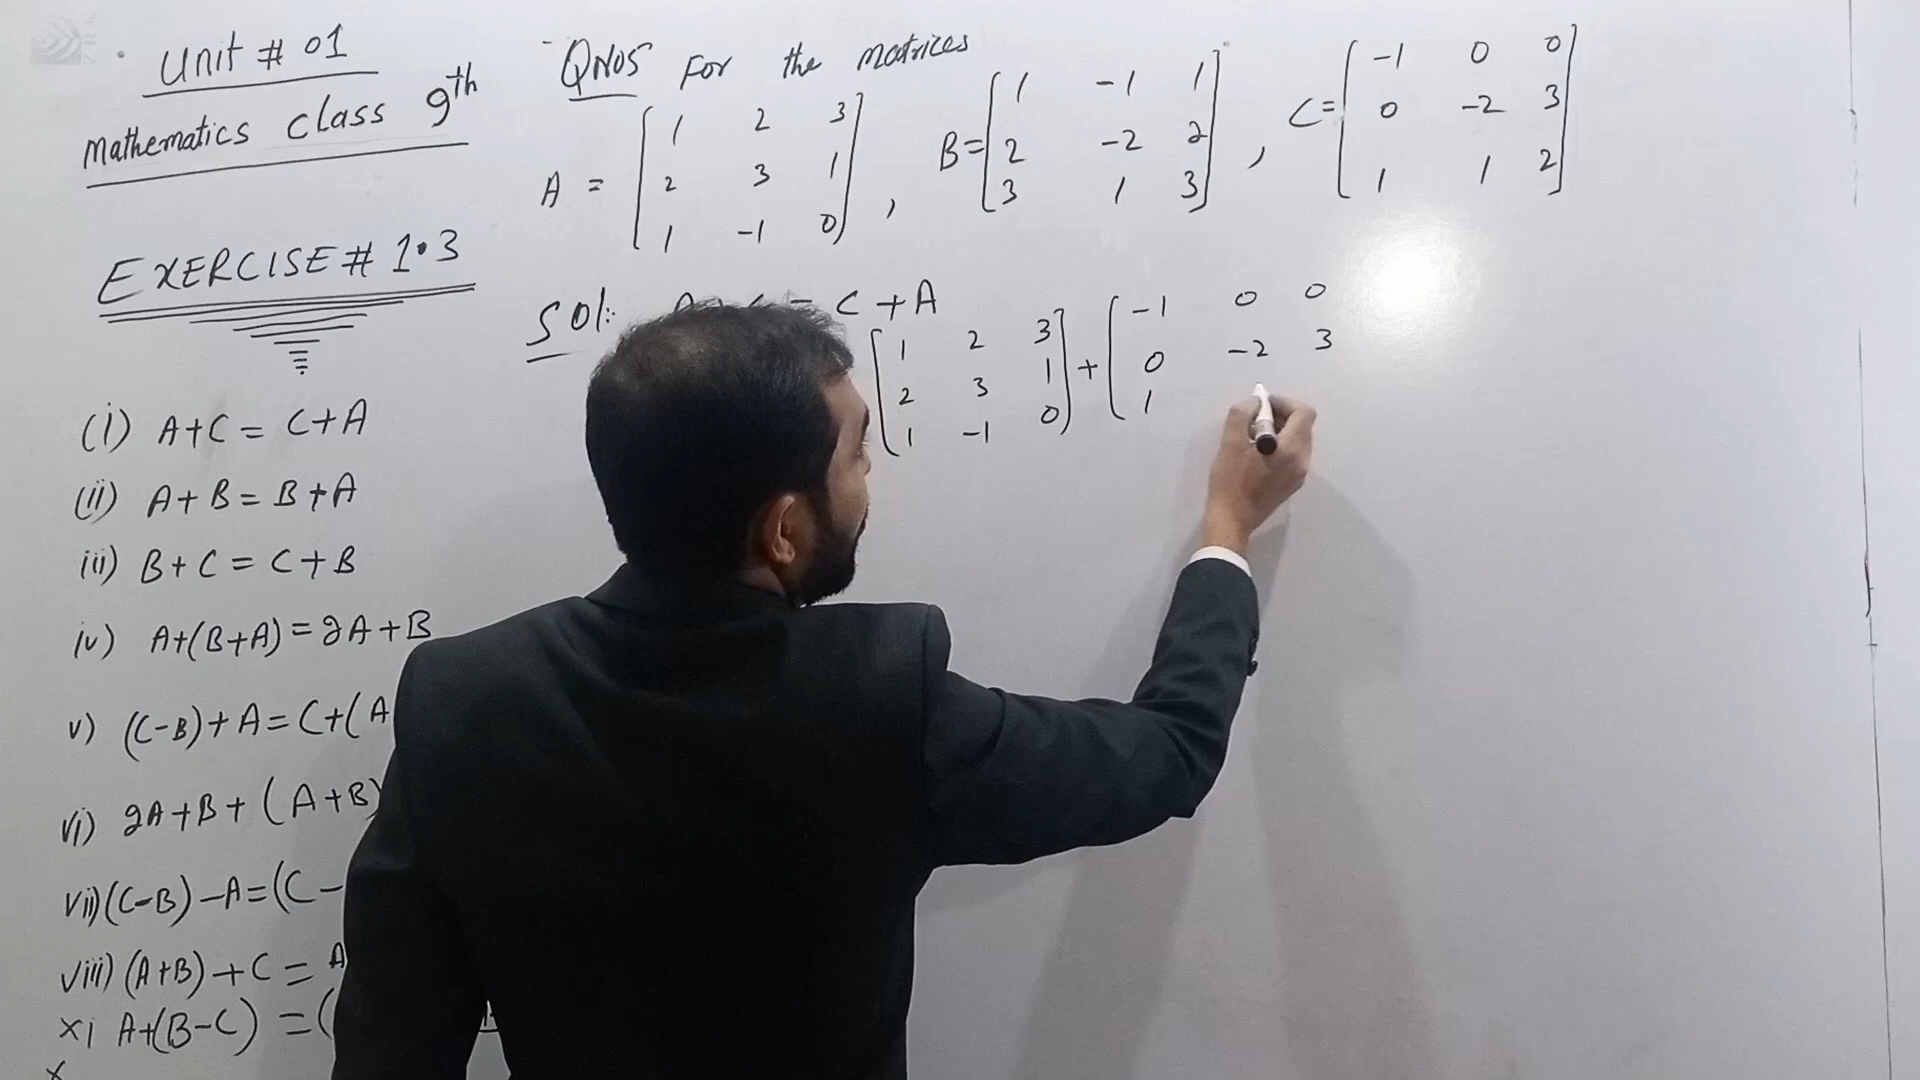 Unit # 01
Mathematics class 9th
EXERCISE # 1.3
(i) A+C = C+A
(ii) A+B = B+A
iii) B+C = C+B
iv) A+(B+A) = 2A+B
v) (C-B)+A = C+(A
vi) 2A+B+(A+B)
vii) (C-B)-A = (C-
viii) (A+B)+C = A
xi A+(B-C) = (
x
QNo5 For the matrices
A = [1 2 3
2 3 1
1 -1 0] ,
B = [1 -1 1
2 -2 2
3 1 3] ,
C = [-1 0 0
0 -2 3
1 1 2]
Sol: C + A
[1 2 3
2 3 1
1 -1 0] + [-1 0 0
0 -2 3
1